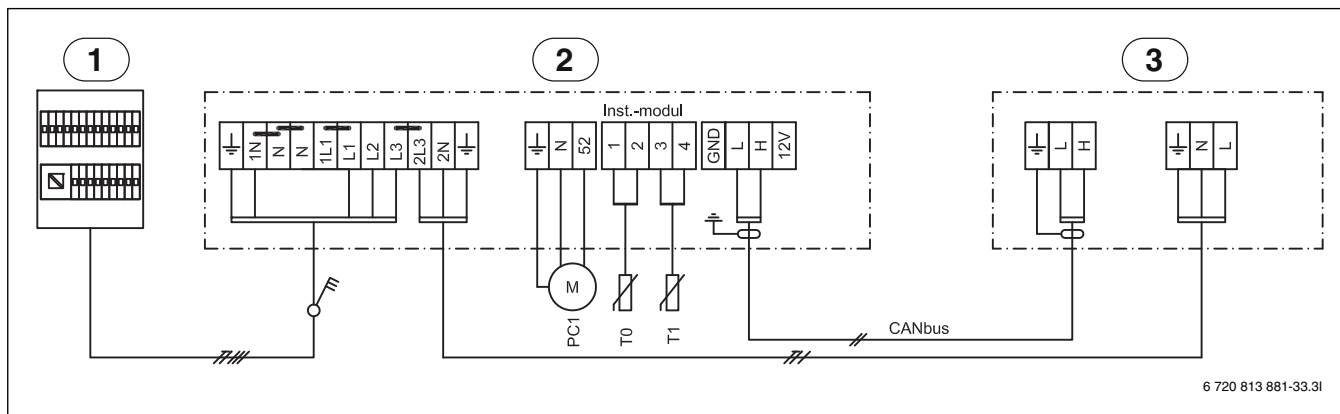 1
2
3
Inst.-modul
1N N N 1L1 L1 L2 L3 2L3 2N
N 52
1 2 3 4
GND L H 12V
L H
N L
M
PC1
T0
T1
CANbus
6 720 813 881-33.3I